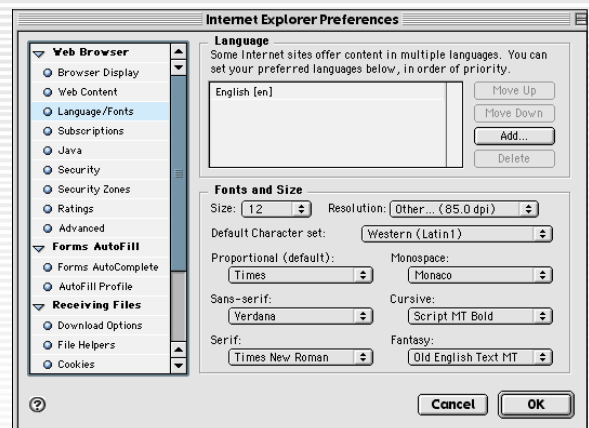 Internet Explorer Preferences
Web Browser
Browser Display
Web Content
Language/Fonts
Subscriptions
Java
Security
Security Zones
Ratings
Advanced
Forms AutoFill
Forms AutoComplete
AutoFill Profile
Receiving Files
Download Options
File Helpers
Cookies
Language
Some Internet sites offer content in multiple languages. You can
set your preferred languages below, in order of priority.
English [en]
Move Up
Move Down
Add...
Delete
Fonts and Size
Size: 12 Resolution: Other... (85.0 dpi)
Default Character set: Western (Latin1)
Proportional (default): Monospace:
Times Monaco
Sans-serif: Cursive:
Verdana Script MT Bold
Serif: Fantasy:
Times New Roman Old English Text MT
? Cancel OK